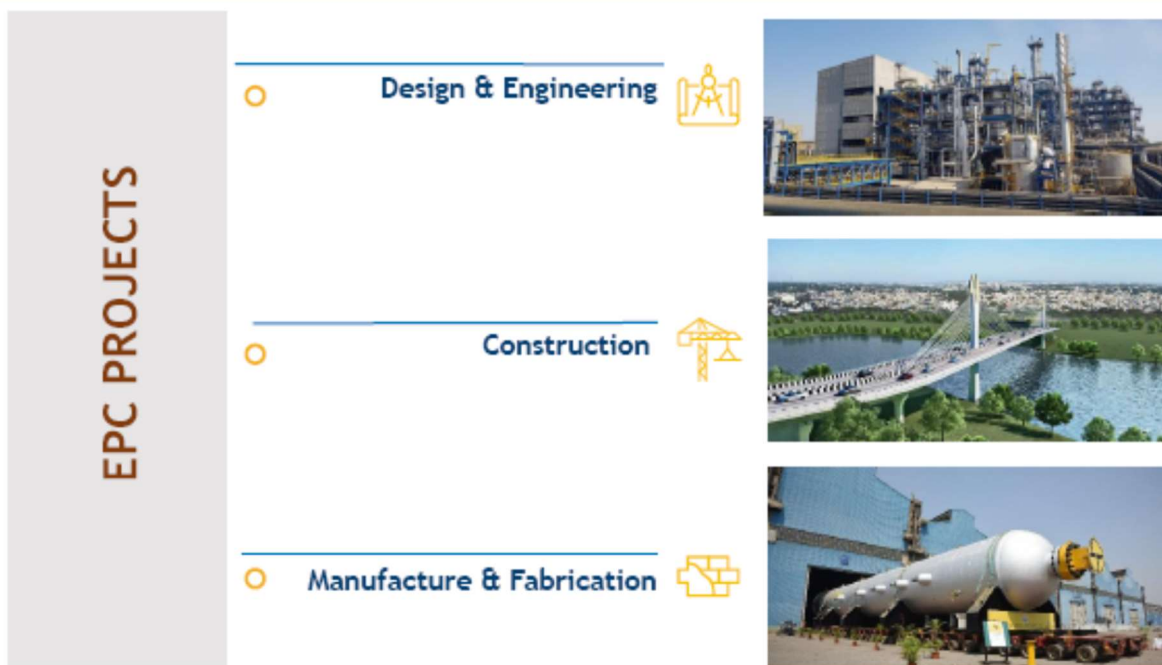 EPC PROJECTS
Design & Engineering
Construction
Manufacture & Fabrication